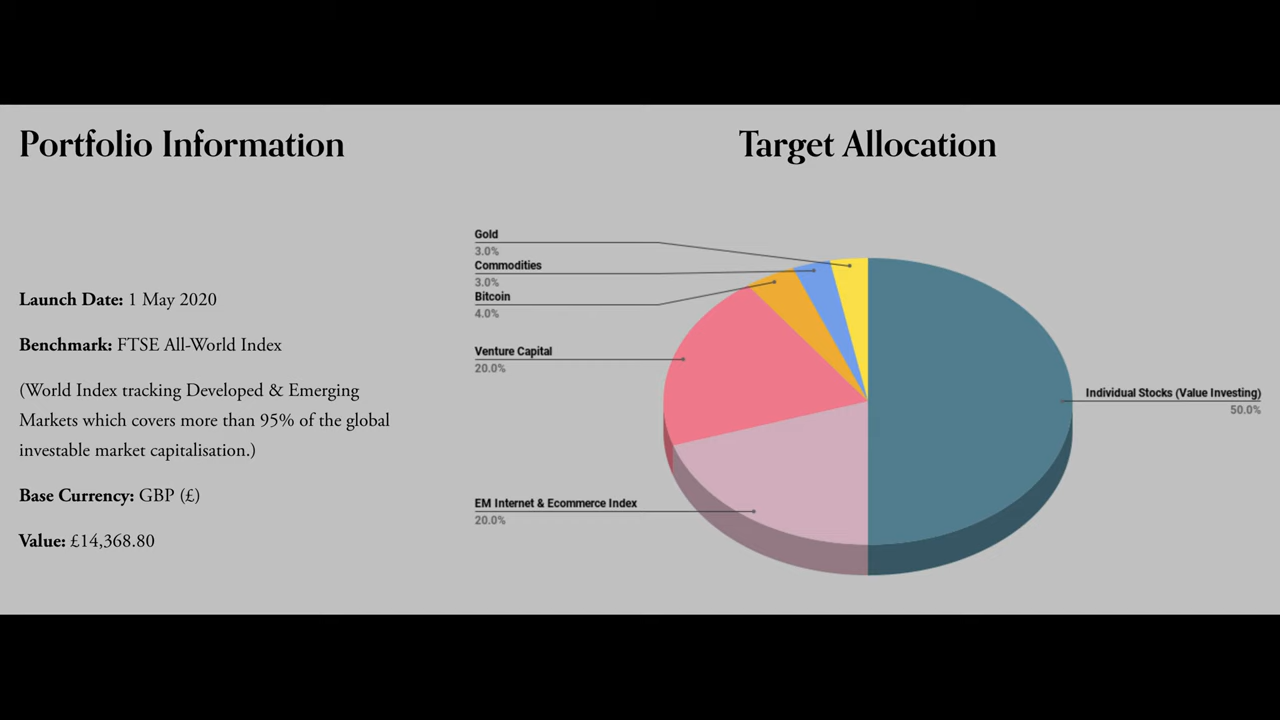 Portfolio Information
Launch Date: 1 May 2020
Benchmark: FTSE All-World Index
(World Index tracking Developed & Emerging
Markets which covers more than 95% of the global
investable market capitalisation.)
Base Currency: GBP (£)
Value: £14,368.80
Target Allocation
Gold
3.0%
Commodities
3.0%
Bitcoin
4.0%
Venture Capital
20.0%
EM Internet & Ecommerce Index
20.0%
Individual Stocks (Value Investing)
50.0%